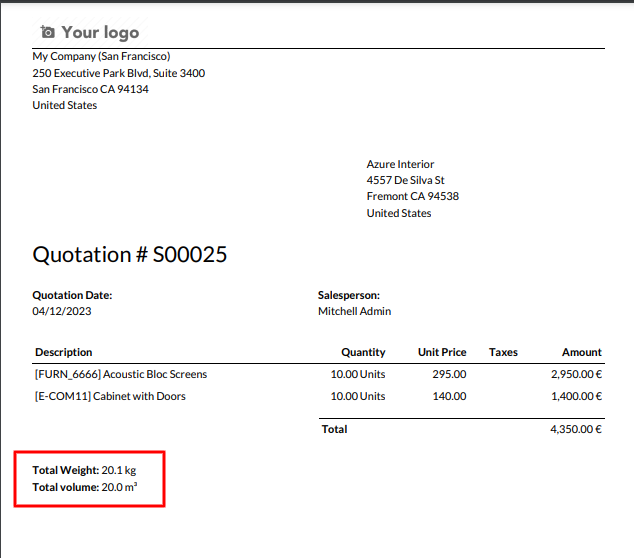 Your logo
My Company (San Francisco)
250 Executive Park Blvd, Suite 3400
San Francisco CA 94134
United States
Azure Interior
4557 De Silva St
Fremont CA 94538
United States
Quotation # S00025
Quotation Date: Salesperson:
04/12/2023 Mitchell Admin
Description Quantity Unit Price Taxes Amount
[FURN_6666] Acoustic Bloc Screens 10.00 Units 295.00 2,950.00 €
[E-COM11] Cabinet with Doors 10.00 Units 140.00 1,400.00 €
Total 4,350.00 €
Total Weight: 20.1 kg
Total volume: 20.0 m³